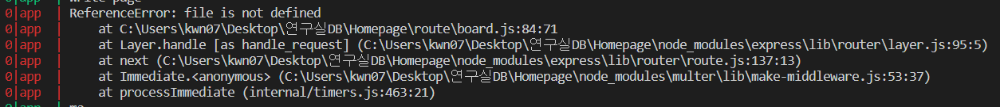 0|app | Write page
0|app | ReferenceError: file is not defined
0|app |     at C:\Users\kwn07\Desktop\연구실DB\Homepage\route\board.js:84:71
0|app |     at Layer.handle [as handle_request] (C:\Users\kwn07\Desktop\연구실DB\Homepage\node_modules\express\lib\router\layer.js:95:5)
0|app |     at next (C:\Users\kwn07\Desktop\연구실DB\Homepage\node_modules\express\lib\router\route.js:137:13)
0|app |     at Immediate.<anonymous> (C:\Users\kwn07\Desktop\연구실DB\Homepage\node_modules\multer\lib\make-middleware.js:53:37)
0|app |     at processImmediate (internal/timers.js:463:21)